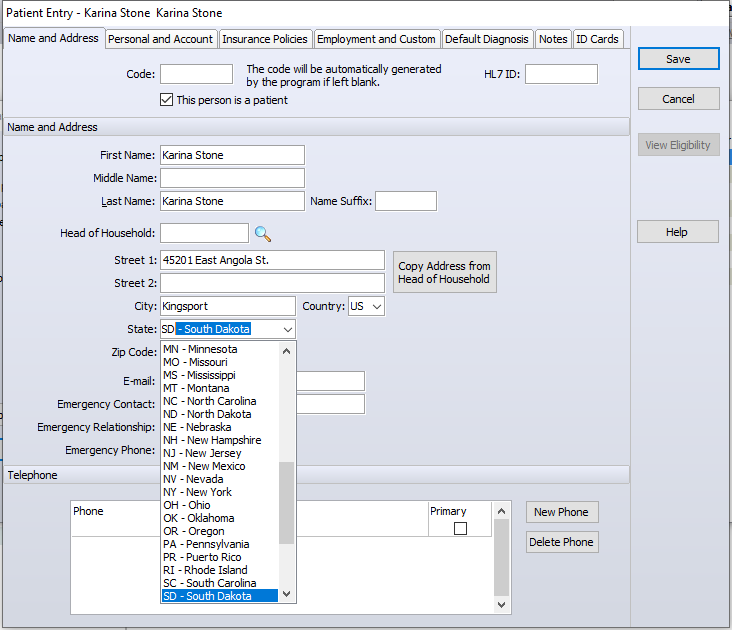 Patient Entry - Karina Stone  Karina Stone
Name and Address
Personal and Account
Insurance Policies
Employment and Custom
Default Diagnosis
Notes
ID Cards
Save
Code:
The code will be automatically generated
by the program if left blank.
HL7 ID:
This person is a patient
Cancel
Name and Address
View Eligibility
First Name: Karina Stone
Middle Name:
Last Name: Karina Stone
Name Suffix:
Head of Household:
Help
Street 1: 45201 East Angola St.
Copy Address from
Head of Household
Street 2:
City: Kingsport
Country: US
State: SD - South Dakota
Zip Code:
E-mail:
Emergency Contact:
Emergency Relationship:
Emergency Phone:
MN - Minnesota
MO - Missouri
MS - Mississippi
MT - Montana
NC - North Carolina
ND - North Dakota
NE - Nebraska
NH - New Hampshire
NJ - New Jersey
NM - New Mexico
NV - Nevada
NY - New York
OH - Ohio
OK - Oklahoma
OR - Oregon
PA - Pennsylvania
PR - Puerto Rico
RI - Rhode Island
SC - South Carolina
SD - South Dakota
Telephone
Phone
Primary
New Phone
Delete Phone